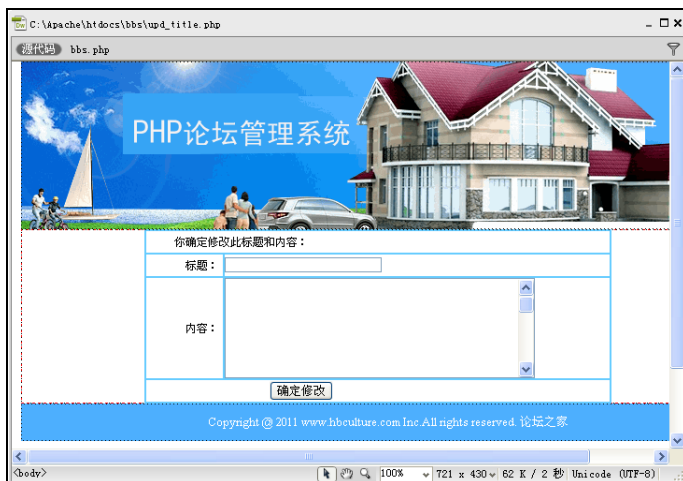 C:\Apache\htdocs\bbs\upd_title.php
源代码 bbs.php
PHP论坛管理系统
你确定修改此标题和内容：
标题：
内容：
确定修改
Copyright @ 2011 www.hbculture.com Inc.All rights reserved. 论坛之家
<body> 100% 721 x 430 62 K / 2 秒 Unicode (UTF-8)